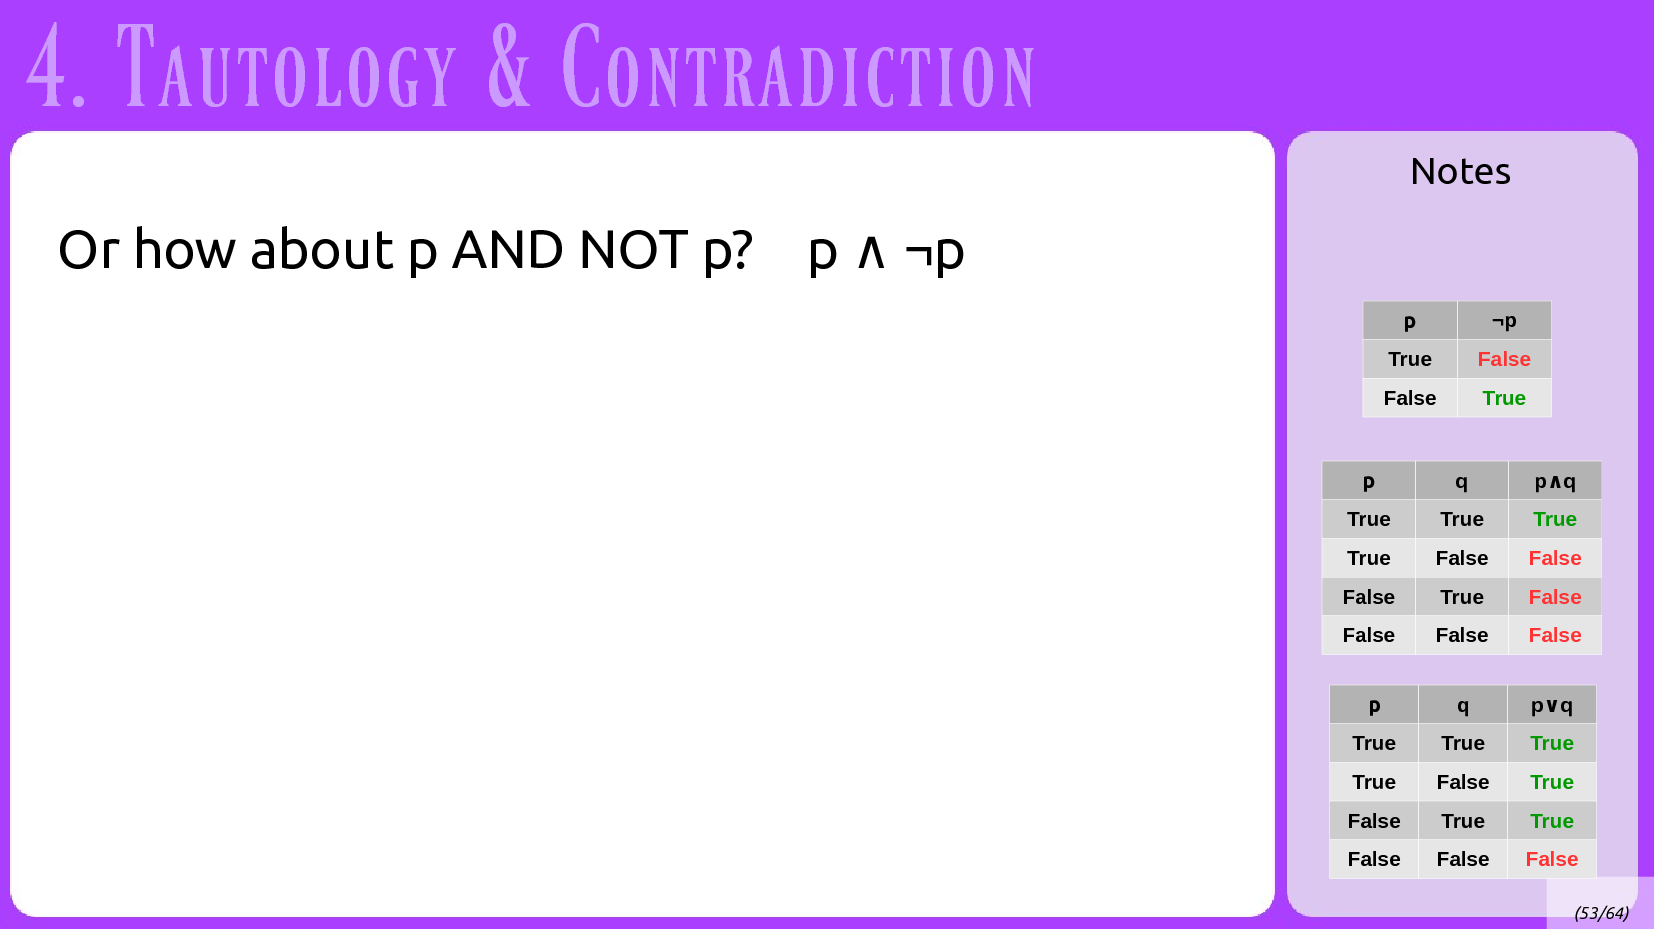 4. Tautology & Contradiction
Or how about p AND NOT p? p ∧ ¬p
Notes
p ¬p
True False
False True
p q p∧q
True True True
True False False
False True False
False False False
p q p∨q
True True True
True False True
False True True
False False False
(53/64)